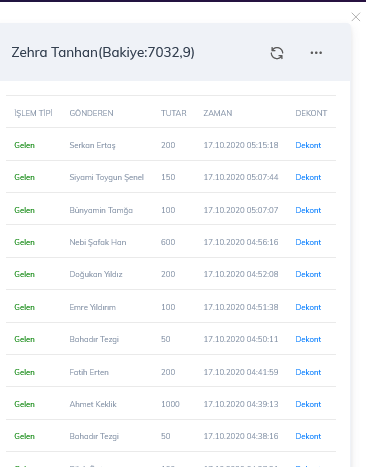 Zehra Tanhan(Bakiye:7032,9)
İŞLEM TİPİ GÖNDEREN TUTAR ZAMAN DEKONT
Gelen Serkan Ertaş 200 17.10.2020 05:15:18 Dekont
Gelen Siyami Toygun Şenel 150 17.10.2020 05:07:44 Dekont
Gelen Bünyamin Tamğa 100 17.10.2020 05:07:07 Dekont
Gelen Nebi Şafak Han 600 17.10.2020 04:56:16 Dekont
Gelen Doğukan Yıldız 200 17.10.2020 04:52:08 Dekont
Gelen Emre Yıldırım 100 17.10.2020 04:51:38 Dekont
Gelen Bahadır Tezgi 50 17.10.2020 04:50:11 Dekont
Gelen Fatih Erten 200 17.10.2020 04:41:59 Dekont
Gelen Ahmet Keklik 1000 17.10.2020 04:39:13 Dekont
Gelen Bahadır Tezgi 50 17.10.2020 04:38:16 Dekont